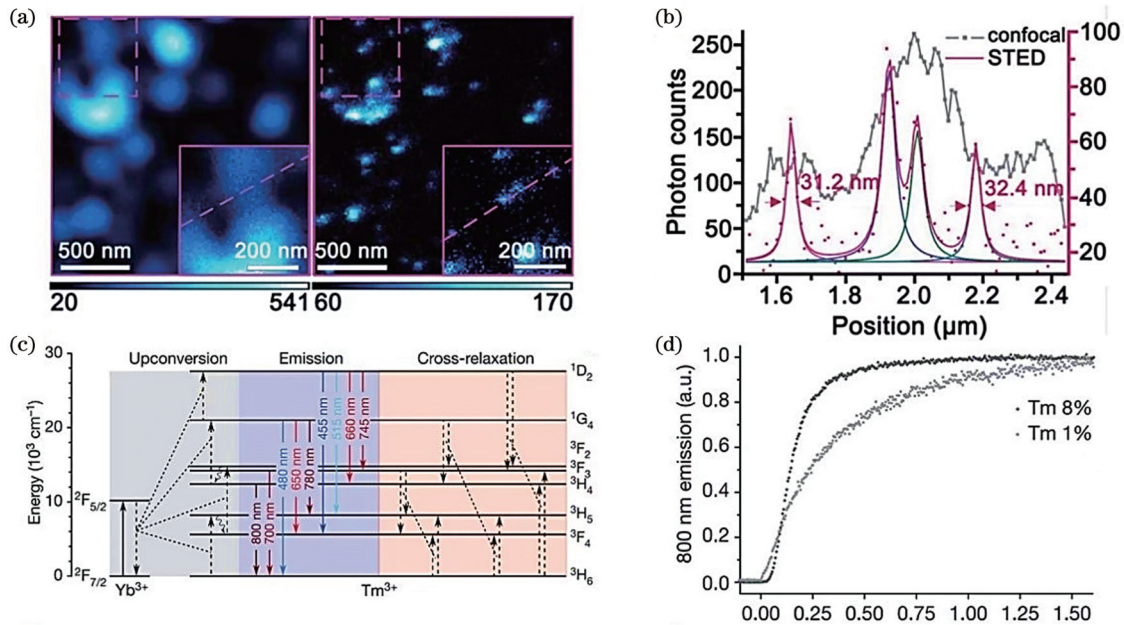 (a)
500 nm
200 nm
500 nm
200 nm
20
541
60
170
(b)
confocal
STED
31.2 nm
32.4 nm
Photon counts
250
200
150
100
50
0
100
80
60
40
20
1.6
1.8
2.0
2.2
2.4
Position (μm)
(c)
Upconversion
Emission
Cross-relaxation
Energy (10³ cm⁻¹)
30
20
10
0
²F₅/₂
²F₇/₂
Yb³⁺
Tm³⁺
800 nm
700 nm
480 nm
650 nm
780 nm
455 nm
515 nm
660 nm
745 nm
¹D₂
¹G₄
³F₂
³F₃
³H₄
³H₅
³F₄
³H₆
(d)
800 nm emission (a.u.)
1.0
0.8
0.6
0.4
0.2
0.0
Tm 8%
Tm 1%
0.00
0.25
0.50
0.75
1.00
1.25
1.50